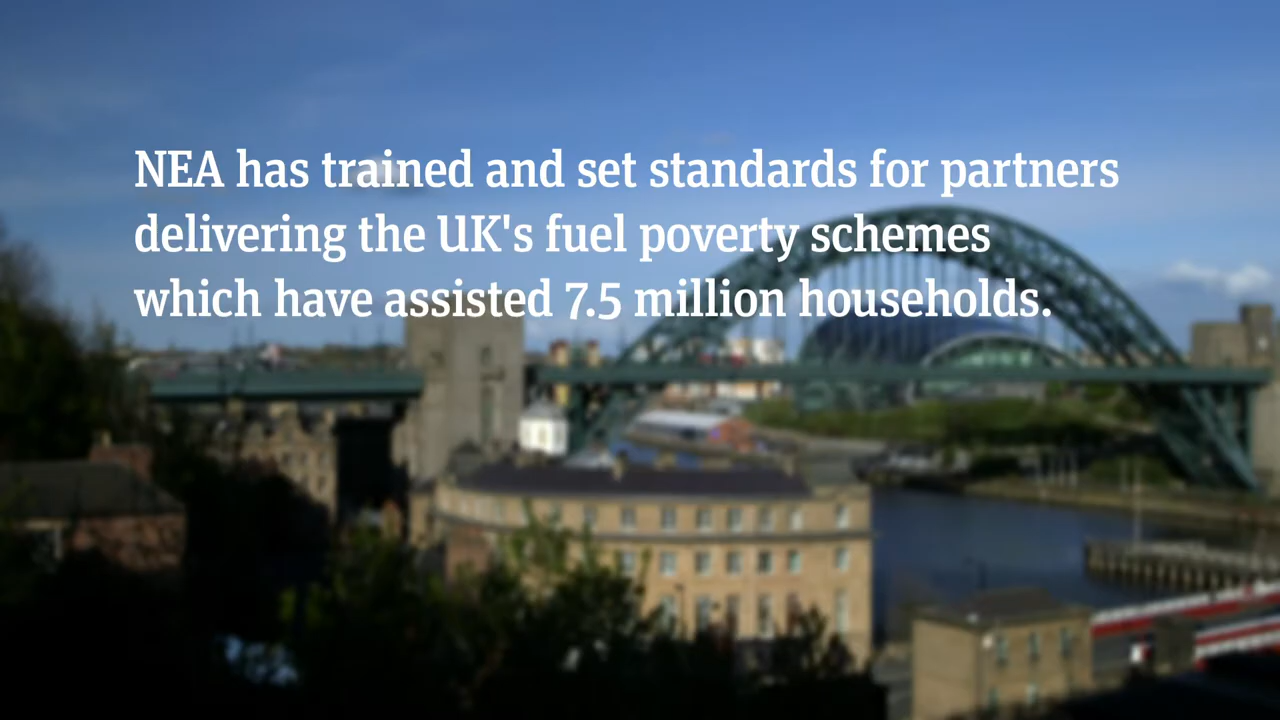 NEA has trained and set standards for partners
delivering the UK's fuel poverty schemes
which have assisted 7.5 million households.